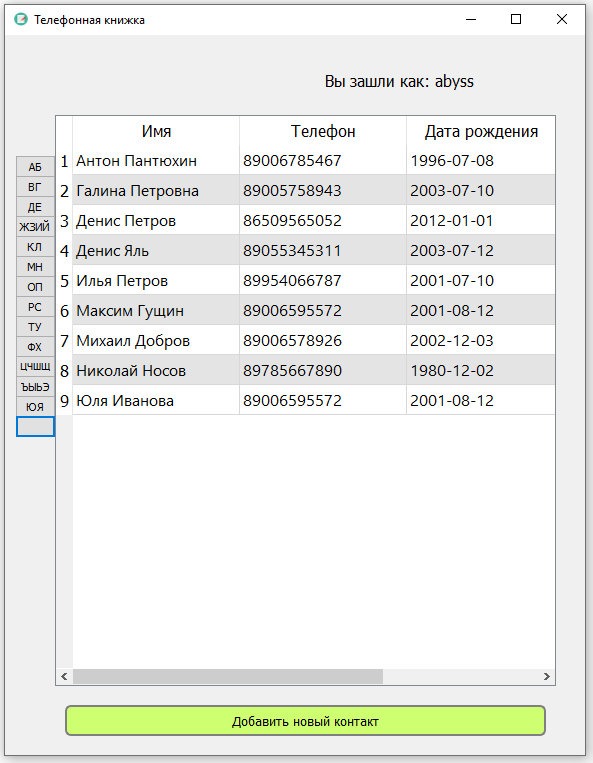 Телефонная книжка
Вы зашли как: abyss
Имя Телефон Дата рождения
1 Антон Пантюхин 89006785467 1996-07-08
2 Галина Петровна 89005758943 2003-07-10
3 Денис Петров 86509565052 2012-01-01
4 Денис Яль 89055345311 2003-07-12
5 Илья Петров 89954066787 2001-07-10
6 Максим Гущин 89006595572 2001-08-12
7 Михаил Добров 89006578926 2002-12-03
8 Николай Носов 89785667890 1980-12-02
9 Юля Иванова 89006595572 2001-08-12
АБ
ВГ
ДЕ
ЖЗИЙ
КЛ
МН
ОП
РС
ТУ
ФХ
ЦЧШЩ
ЪЫЬЭ
ЮЯ
Добавить новый контакт